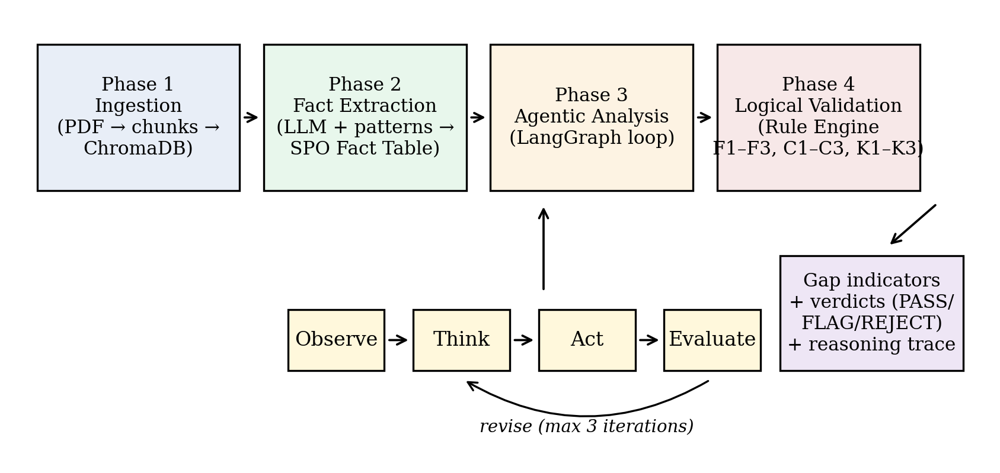 Phase 1
Ingestion
(PDF → chunks →
ChromaDB)
Phase 2
Fact Extraction
(LLM + patterns →
SPO Fact Table)
Phase 3
Agentic Analysis
(LangGraph loop)
Phase 4
Logical Validation
(Rule Engine
F1–F3, C1–C3, K1–K3)
Observe
Think
Act
Evaluate
Gap indicators
+ verdicts (PASS/
FLAG/REJECT)
+ reasoning trace
revise (max 3 iterations)